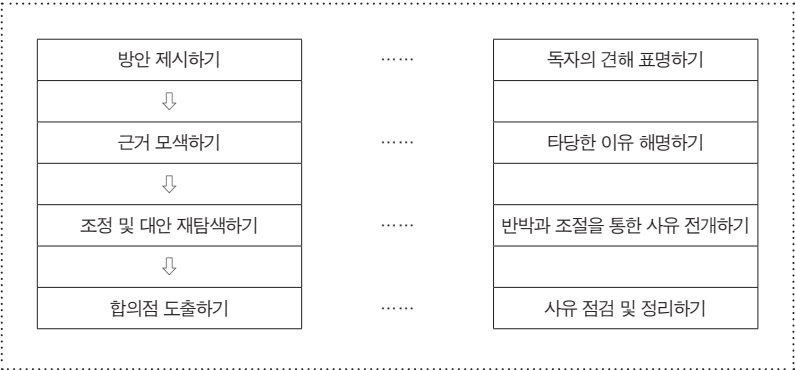 방안 제시하기 …… 독자의 견해 표명하기
⇩
근거 모색하기 …… 타당한 이유 해명하기
⇩
조정 및 대안 재탐색하기 …… 반박과 조절을 통한 사유 전개하기
⇩
합의점 도출하기 …… 사유 점검 및 정리하기